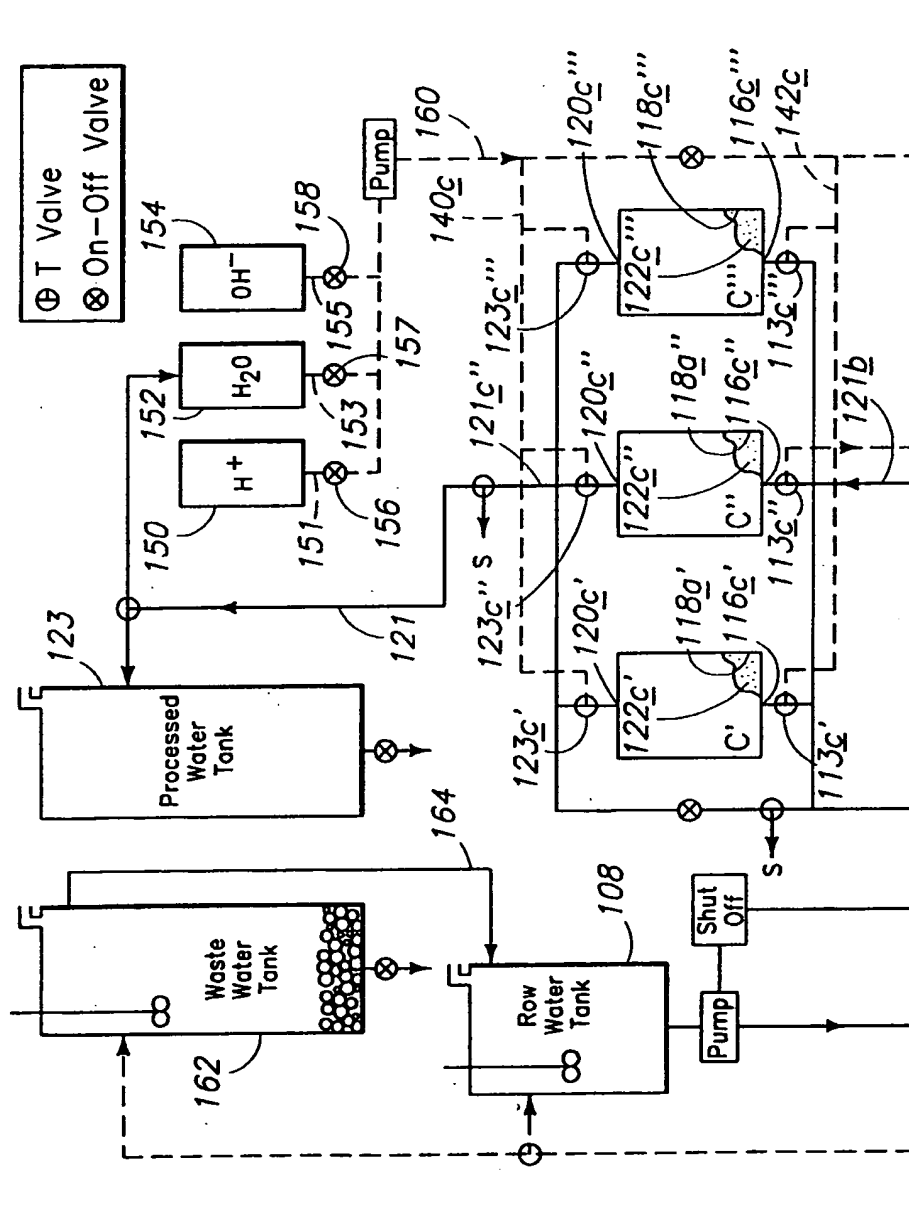 ⦶ T Valve
⊗ On-Off Valve
154
OH⁻
158
155
152
H₂O
157
153
150
H⁺
151
156
Pump
160
140c
123
Processed
Water
Tank
121
121c''
S
164
Waste
Water
Tank
162
108
Row
Water
Tank
Pump
Shut
Off
S
120c'''
118c'''
116c'''
142c
123c'''
122c'''
C'''
113c'''
120c''
118a''
116c''
123c''
122c''
C''
113c''
121b
120c'
118a'
116c'
123c'
122c'
C'
113c'